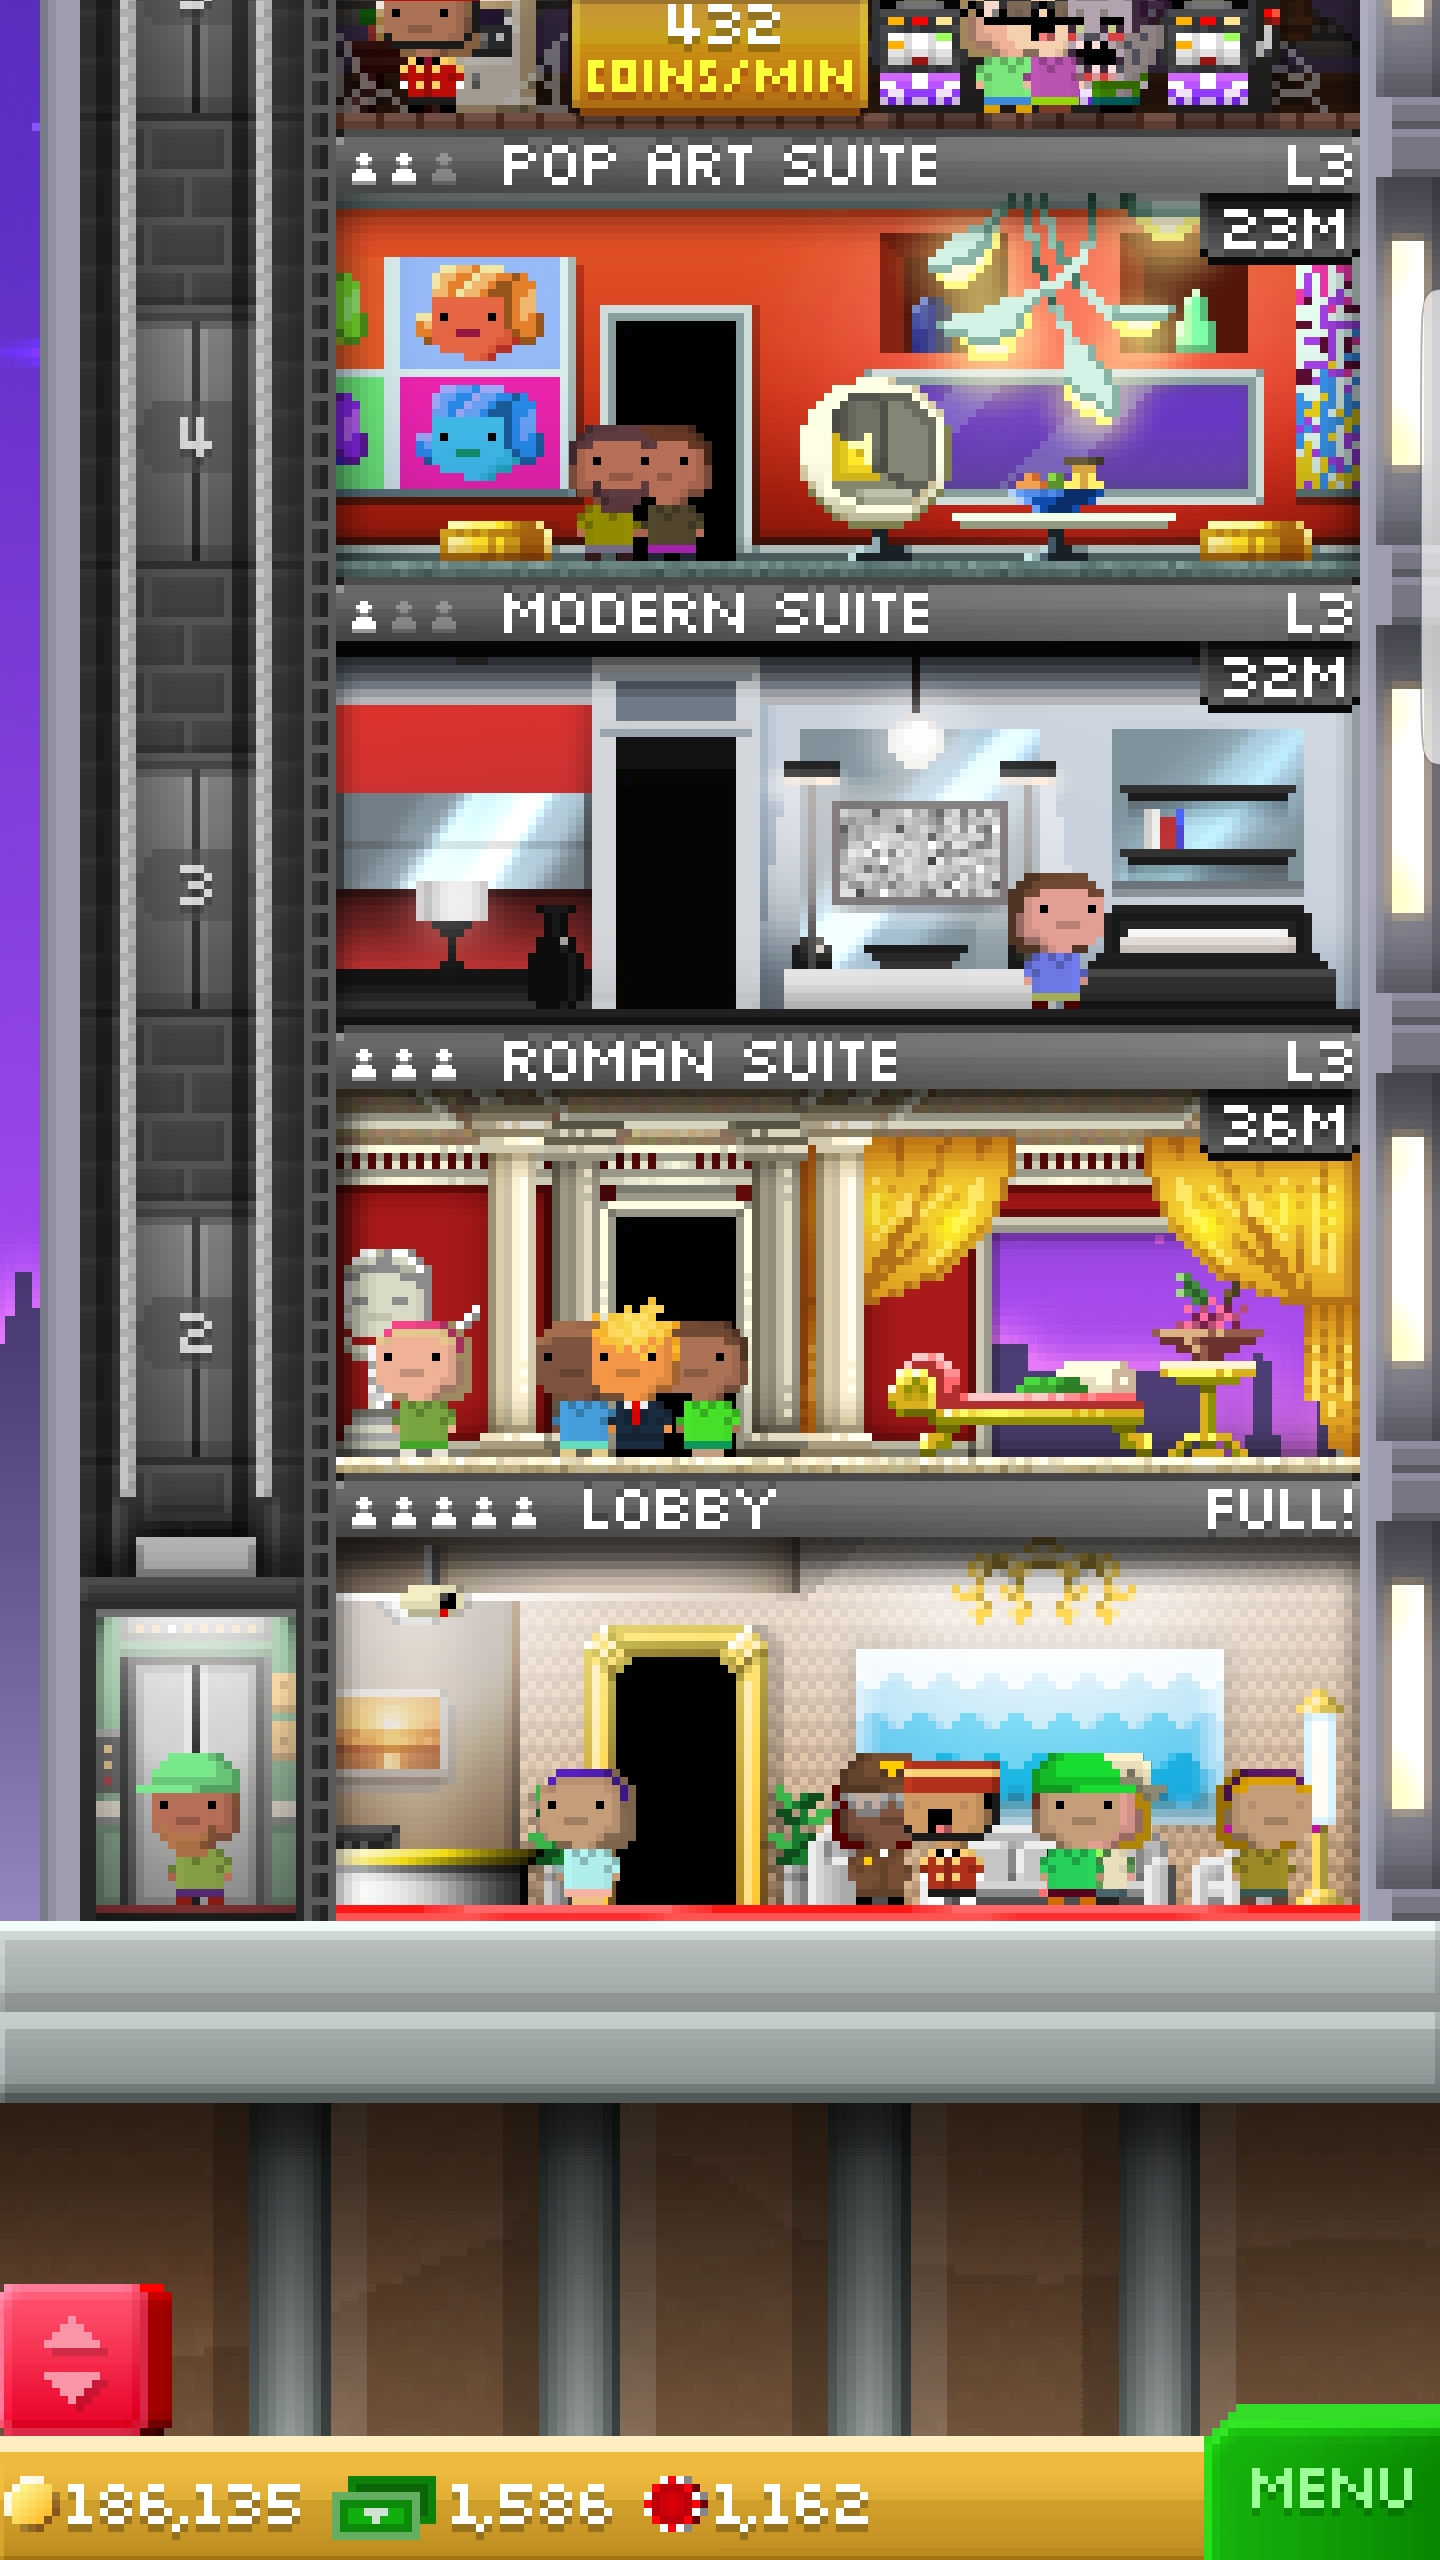 432
COINS/MIN
POP ART SUITE L3
23M
4
MODERN SUITE L3
32M
3
ROMAN SUITE L3
36M
2
LOBBY FULL!
186,135 1,586 1,162 MENU